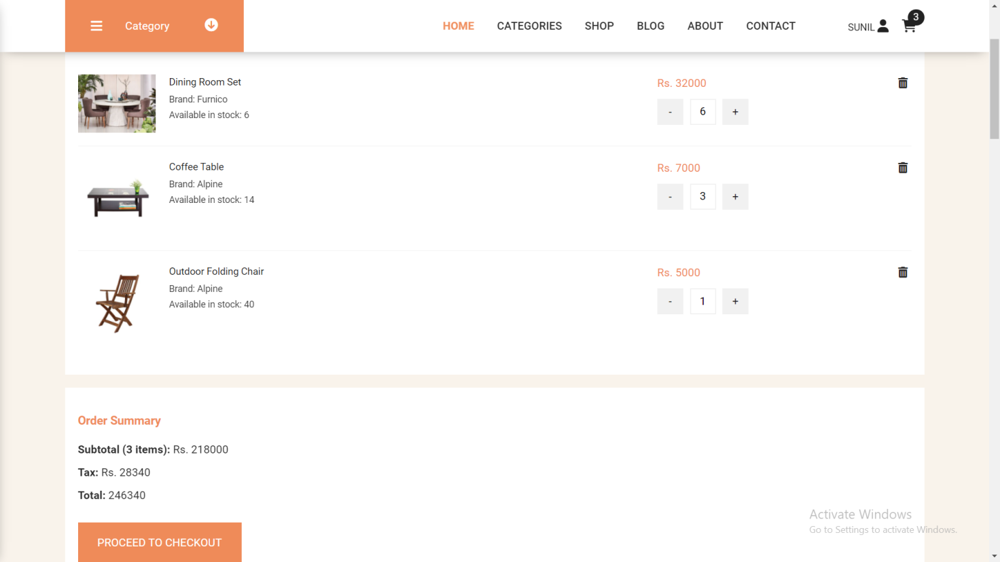 Category
HOME CATEGORIES SHOP BLOG ABOUT CONTACT
SUNIL
3
Dining Room Set
Brand: Furnico
Available in stock: 6
Rs. 32000
- 6 +
Coffee Table
Brand: Alpine
Available in stock: 14
Rs. 7000
- 3 +
Outdoor Folding Chair
Brand: Alpine
Available in stock: 40
Rs. 5000
- 1 +
Order Summary
Subtotal (3 items): Rs. 218000
Tax: Rs. 28340
Total: 246340
PROCEED TO CHECKOUT
Activate Windows
Go to Settings to activate Windows.